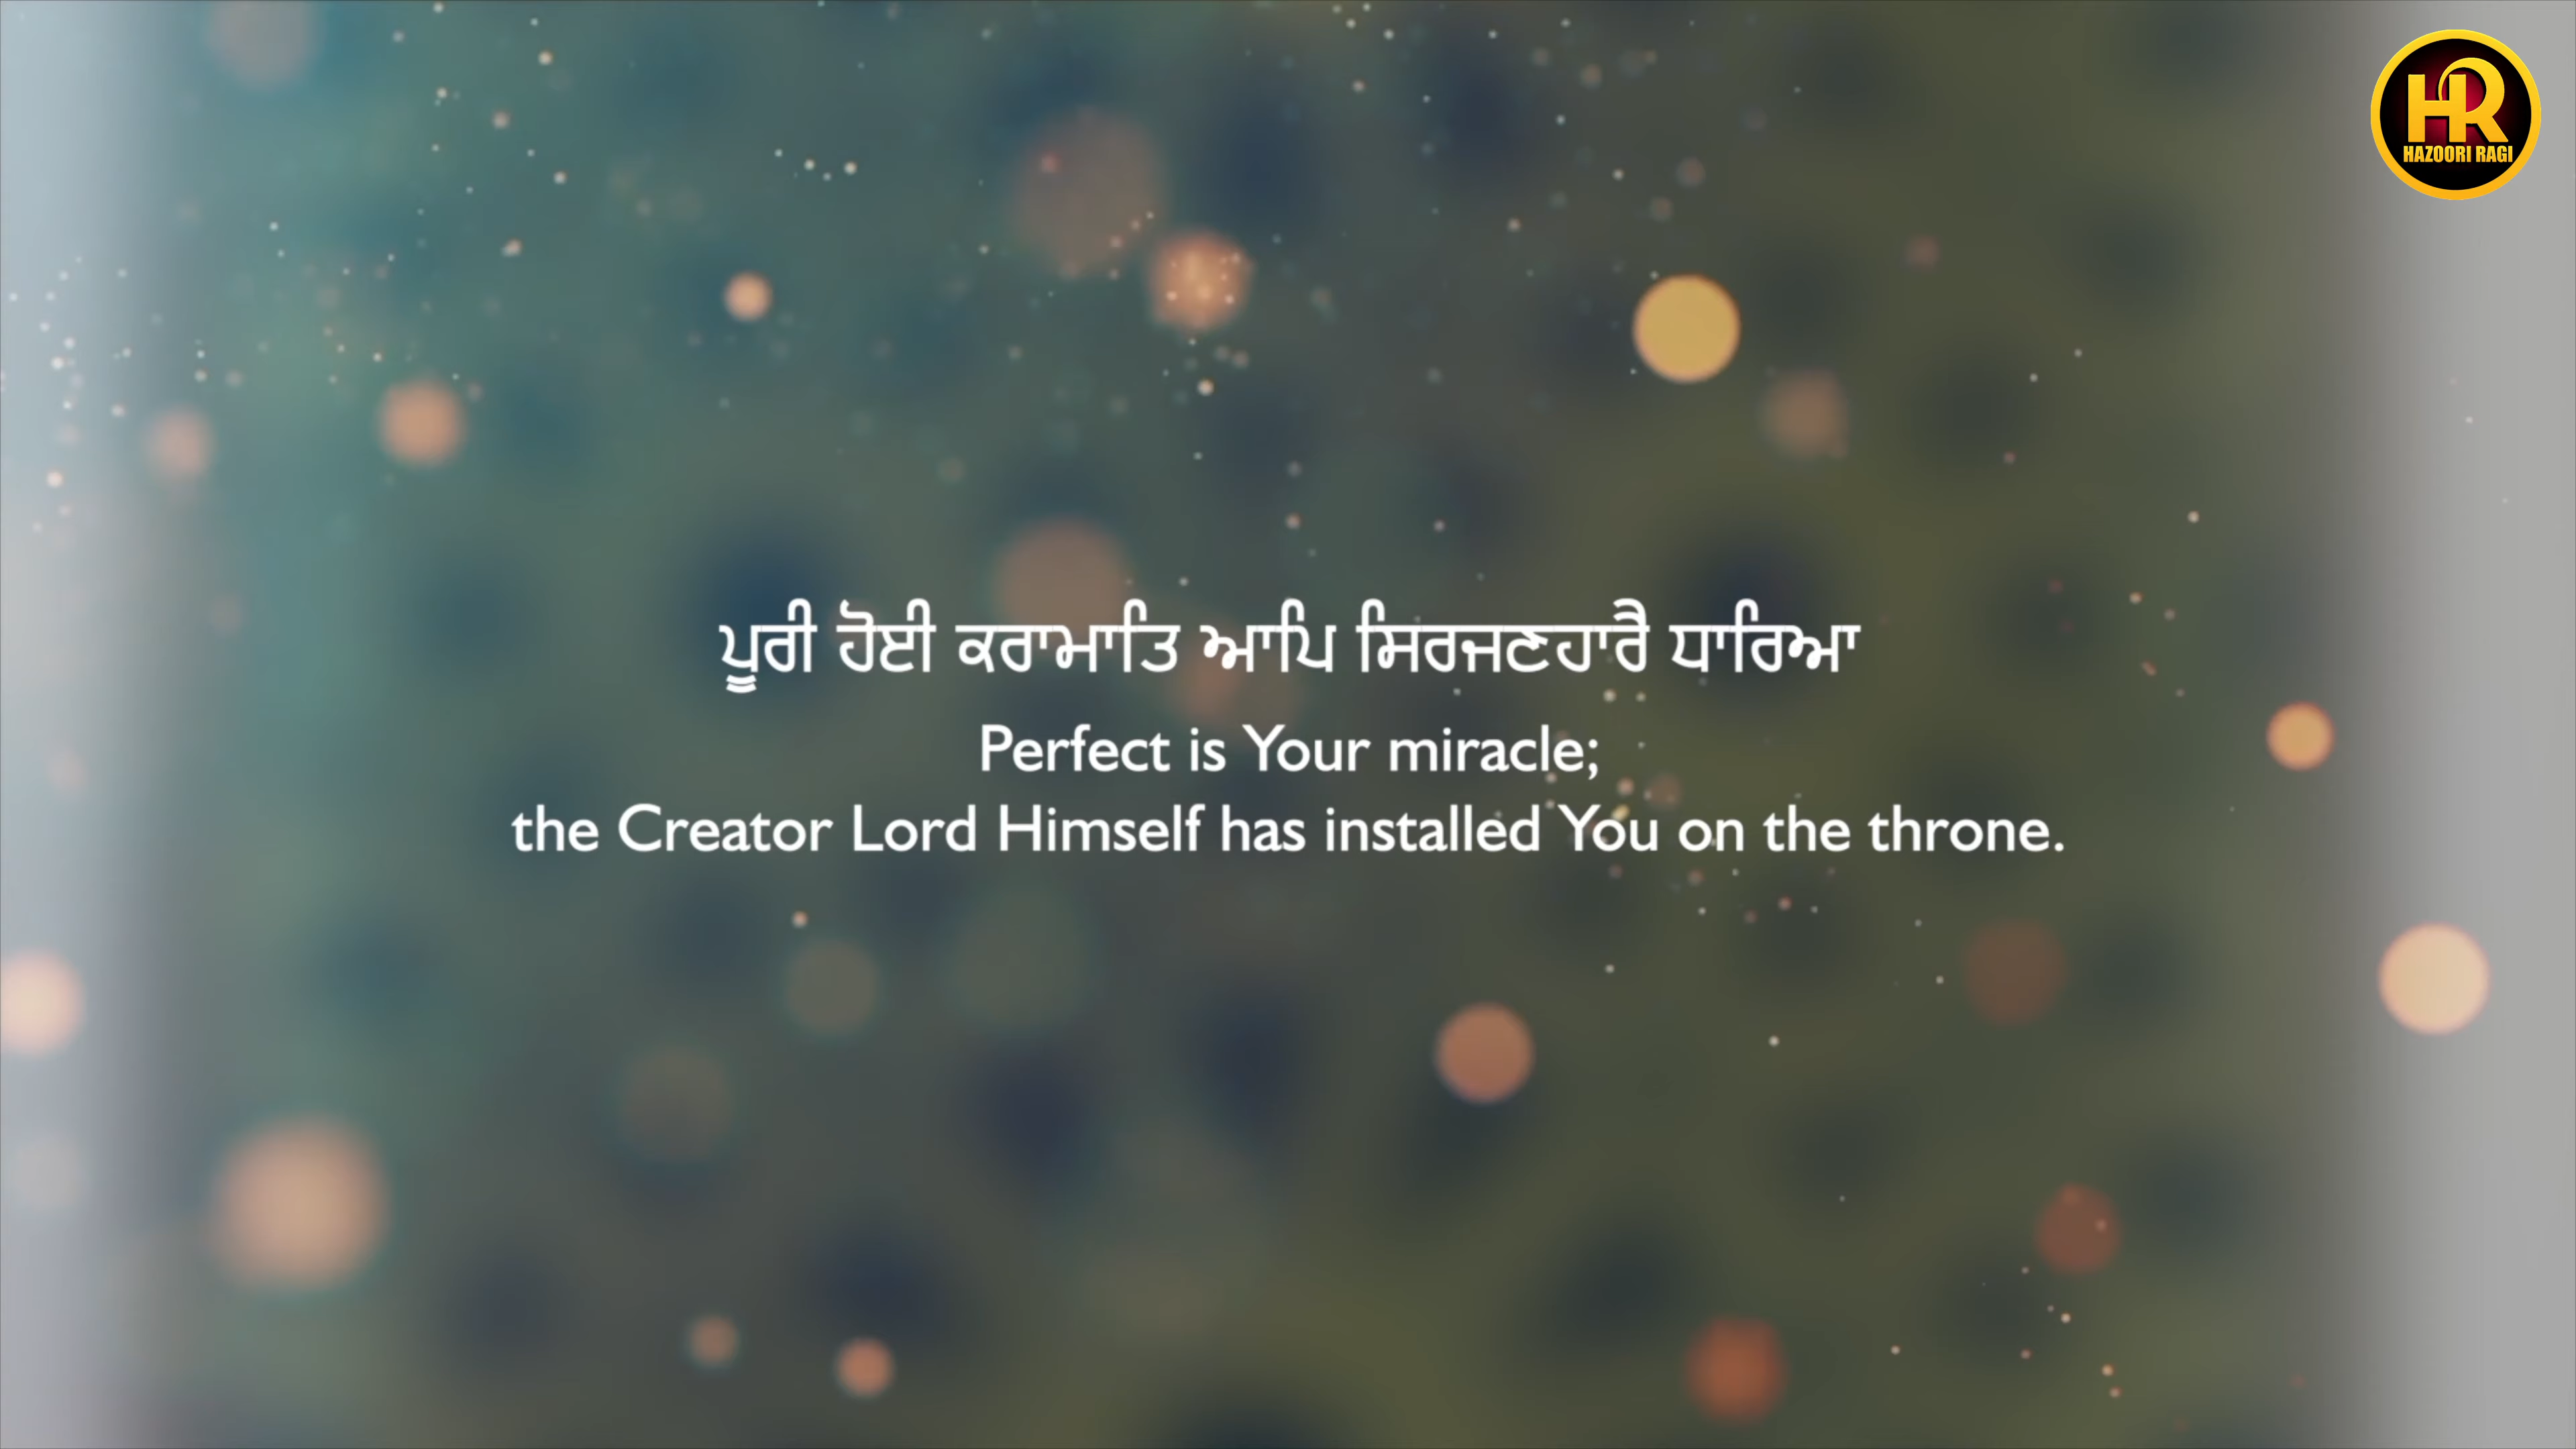 HR
HAZOORI RAGI
ਪੂਰੀ ਹੋਈ ਕਰਾਮਾਤਿ ਆਪਿ ਸਿਰਜਣਹਾਰੈ ਧਾਰਿਆ
Perfect is Your miracle;
the Creator Lord Himself has installed You on the throne.